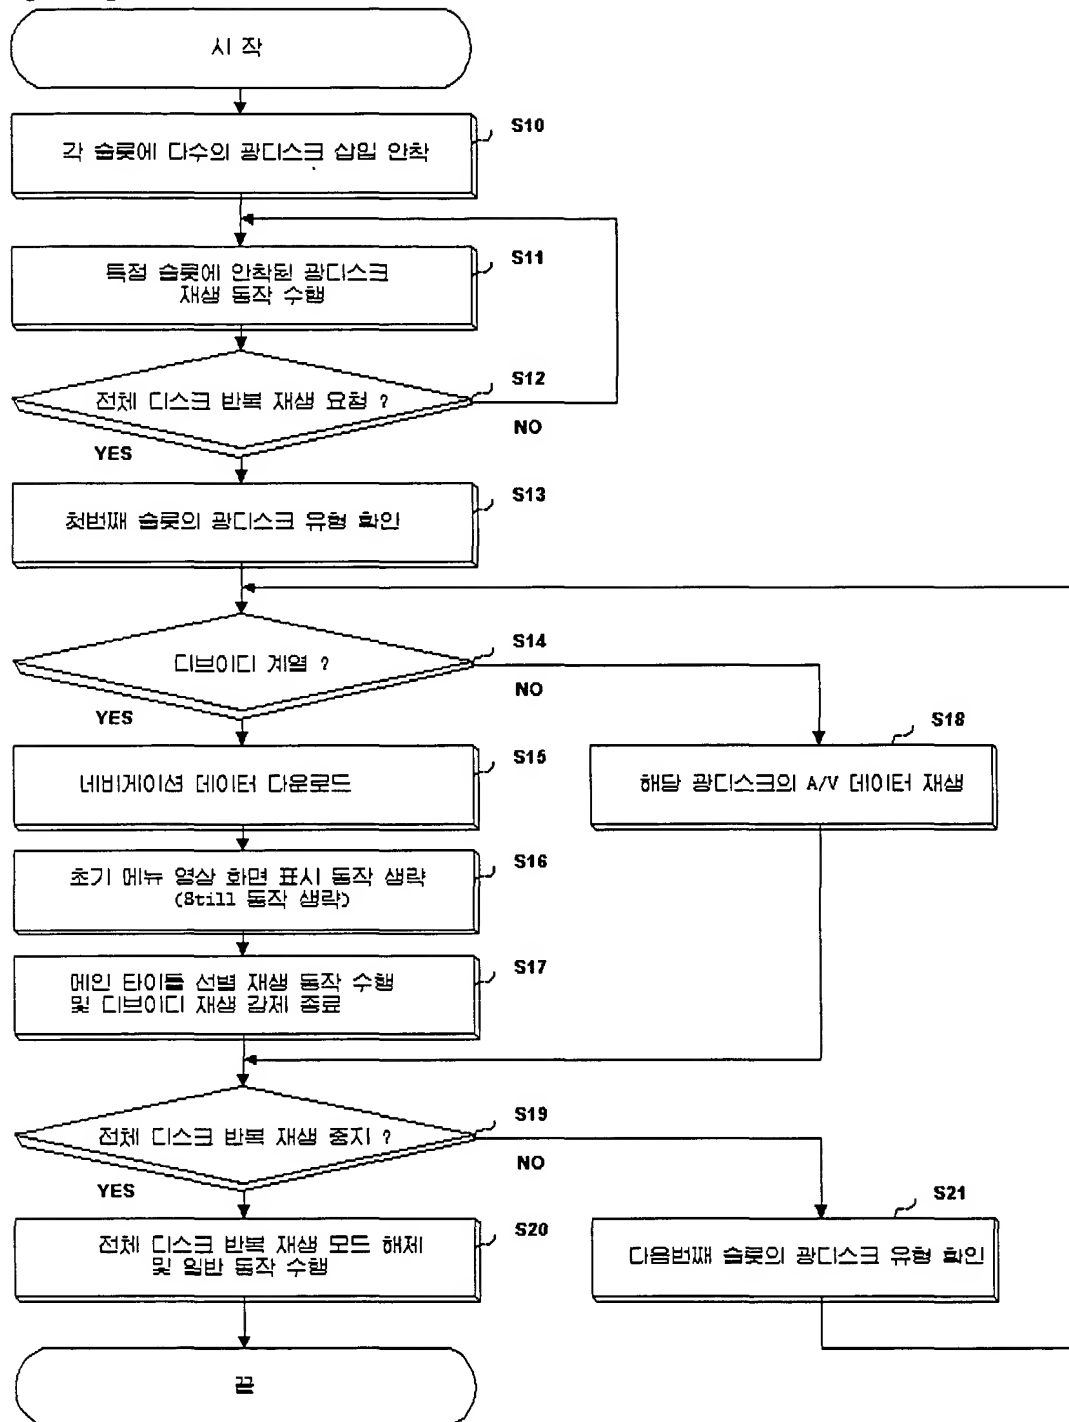 시 작
S10
각 슬롯에 다수의 광디스크 삽입 안착
S11
특정 슬롯에 안착된 광디스크
재생 동작 수행
S12
전체 디스크 반복 재생 요청 ?
NO
YES
S13
첫번째 슬롯의 광디스크 유형 확인
S14
디브이디 계열 ?
NO
YES
S15
네비게이션 데이터 다운로드
S18
해당 광디스크의 A/V 데이터 재생
S16
초기 메뉴 영상 화면 표시 동작 생략
(Still 동작 생략)
S17
메인 타이틀 선별 재생 동작 수행
및 디브이디 재생 강제 종료
S19
전체 디스크 반복 재생 중지 ?
NO
YES
S20
전체 디스크 반복 재생 모드 해제
및 일반 동작 수행
S21
다음번째 슬롯의 광디스크 유형 확인
끝